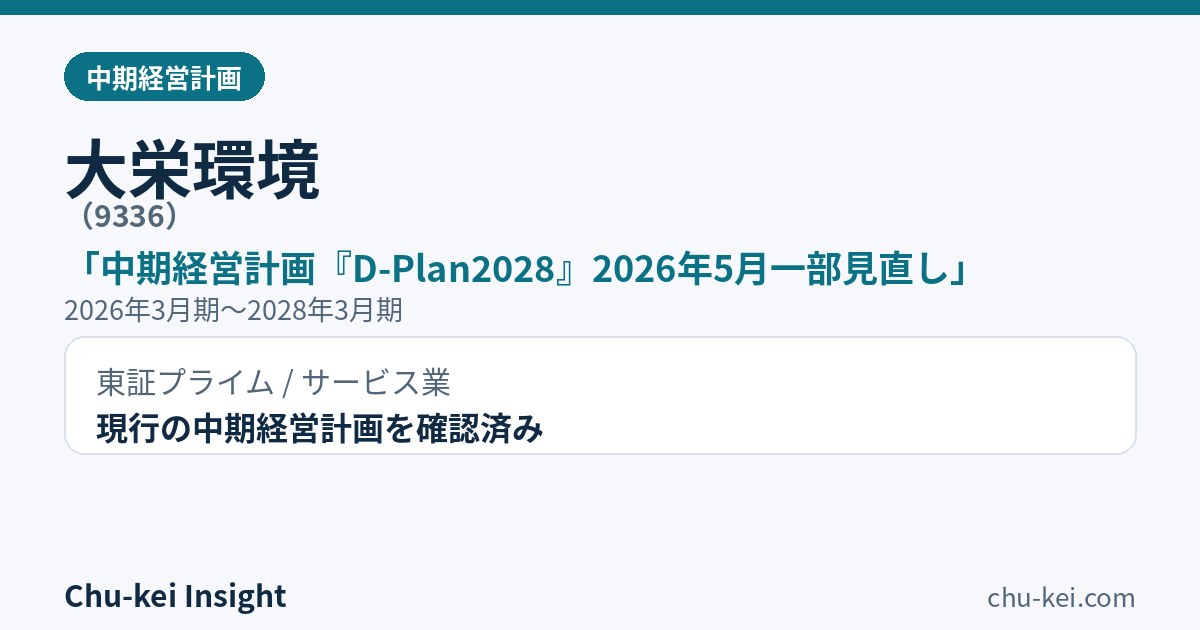 中期経営計画
大栄環境
（9336）
「中期経営計画『D-Plan2028』2026年5月一部見直し」
2026年3月期〜2028年3月期
東証プライム / サービス業
現行の中期経営計画を確認済み
Chu-kei Insight
chu-kei.com